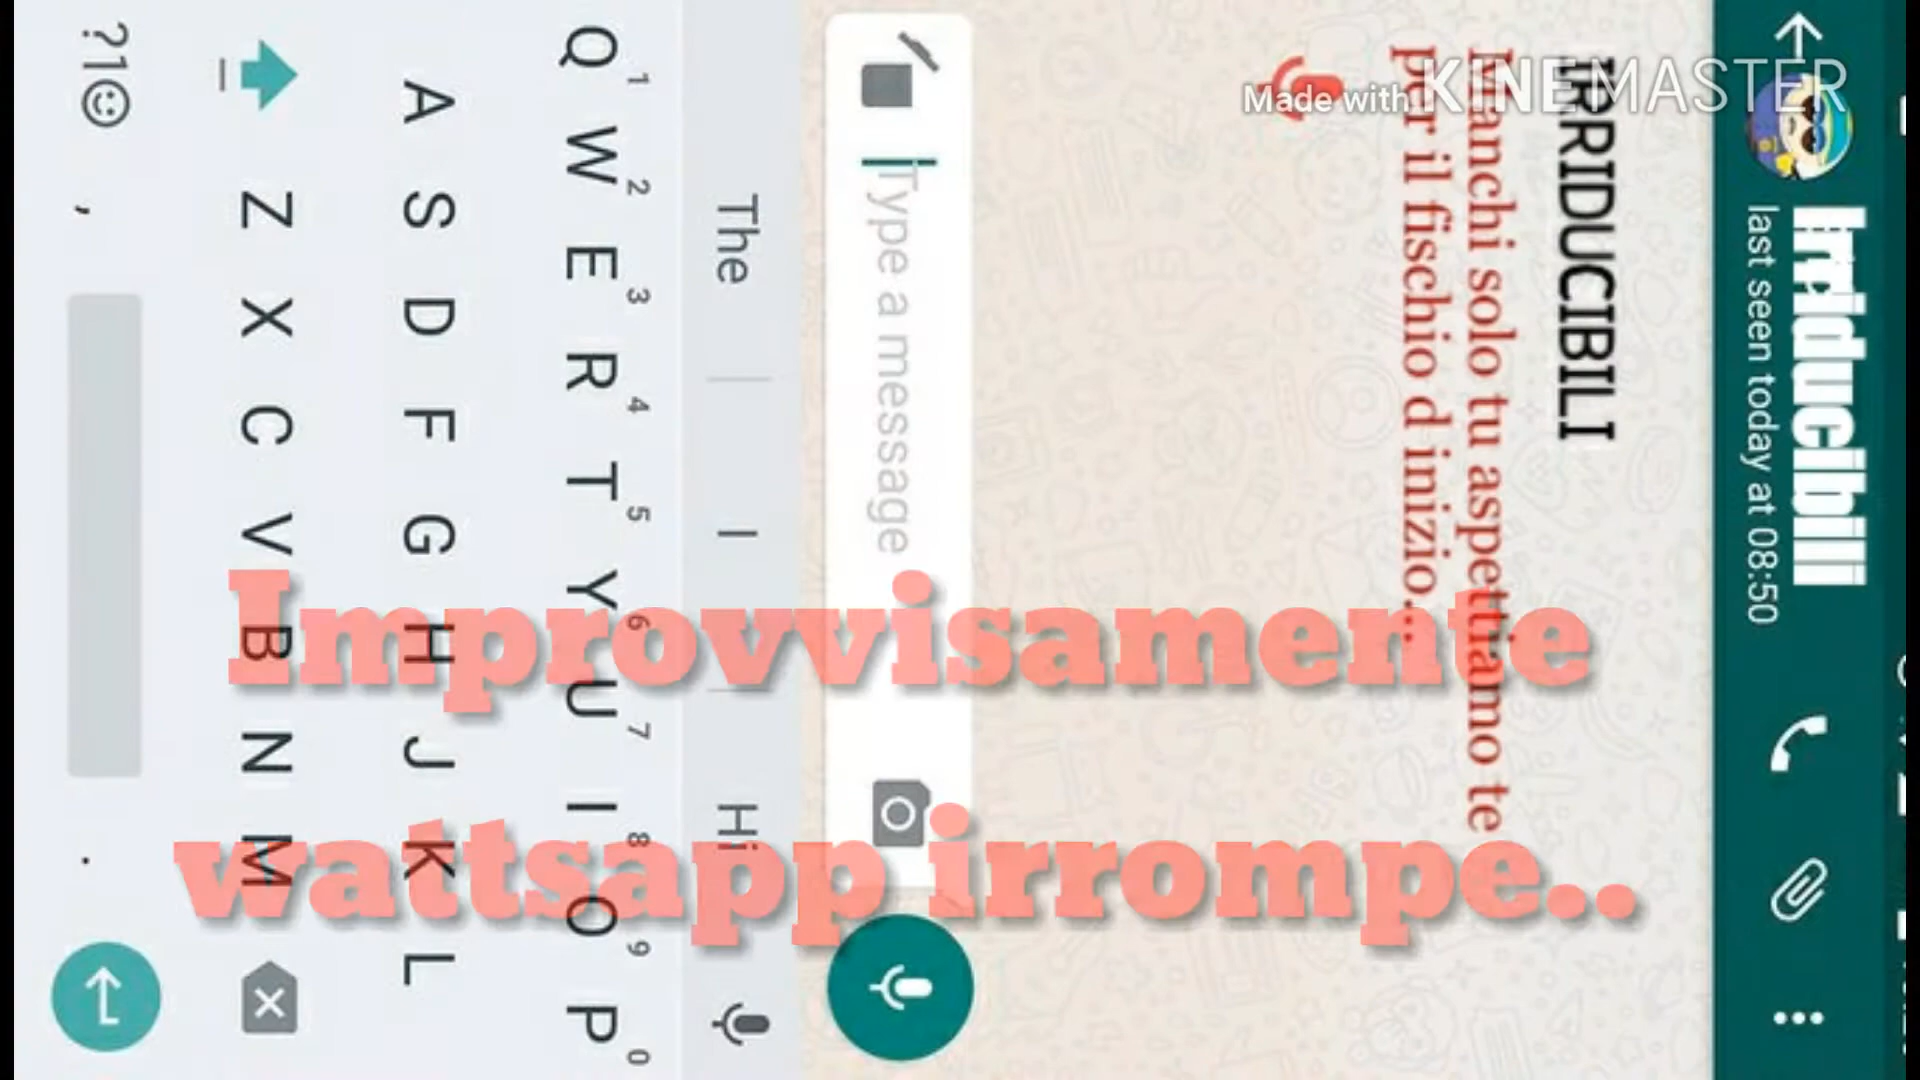 Made with KINEMASTER
Irriducibili
last seen today at 08:50
IRRIDUCIBILI
Manchi solo tu aspettiamo te
per il fischio d inizio...
Type a message
The I Hi
1 2 3 4 5 6 7 8 9 0
Q W E R T Y U I O P
A S D F G H J K L
Z X C V B N M
?1☺ , .
Improvvisamente
wattsapp irrompe..